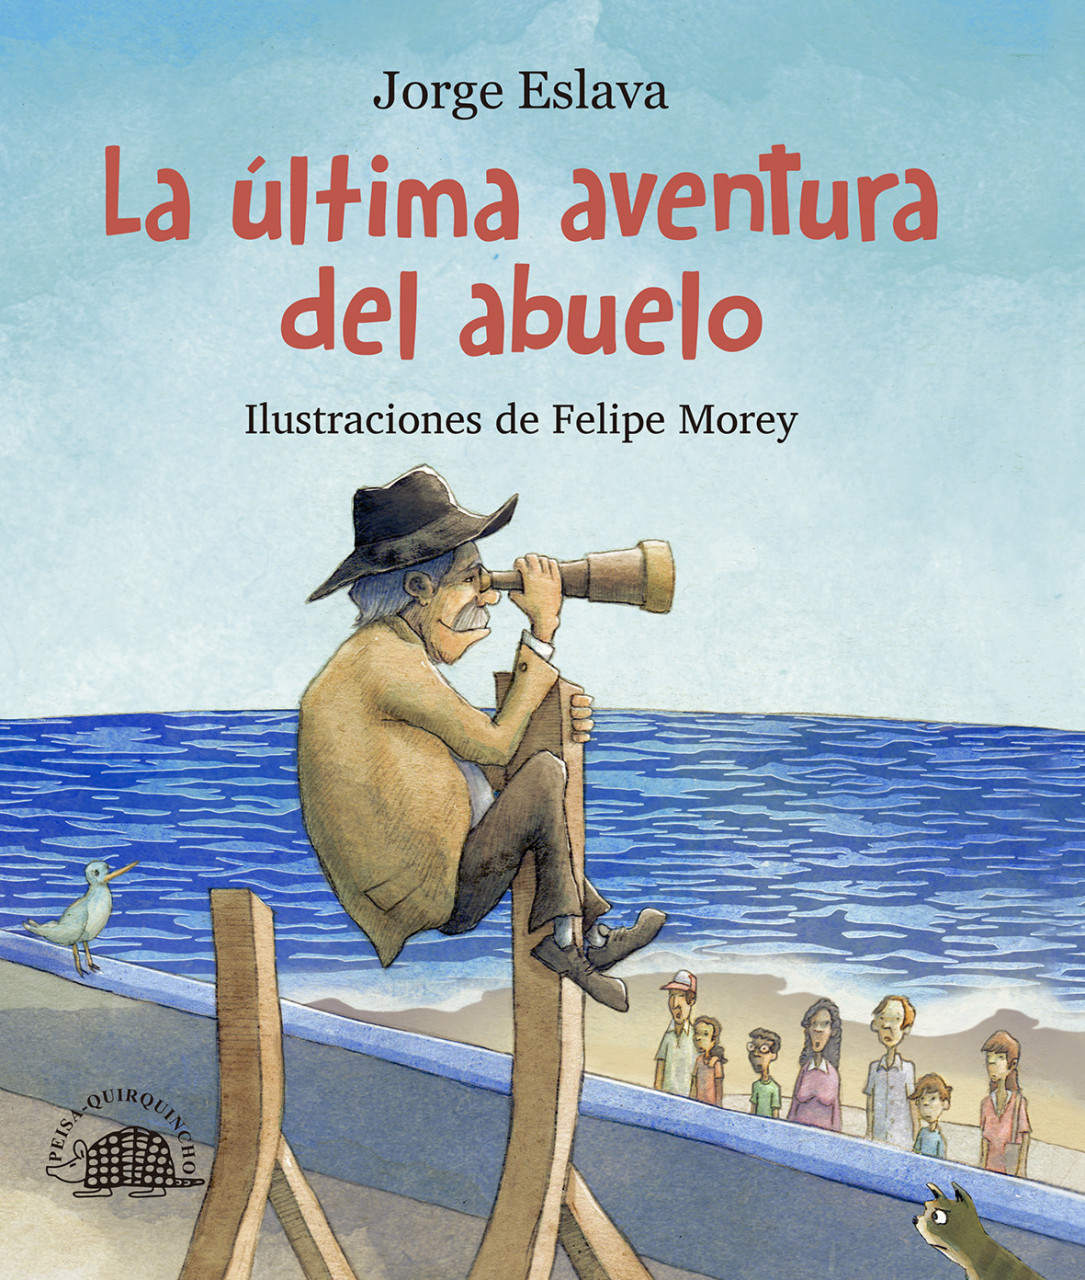 Jorge Eslava
La última aventura
del abuelo
Ilustraciones de Felipe Morey
PEISA-QUIRQUINCHO